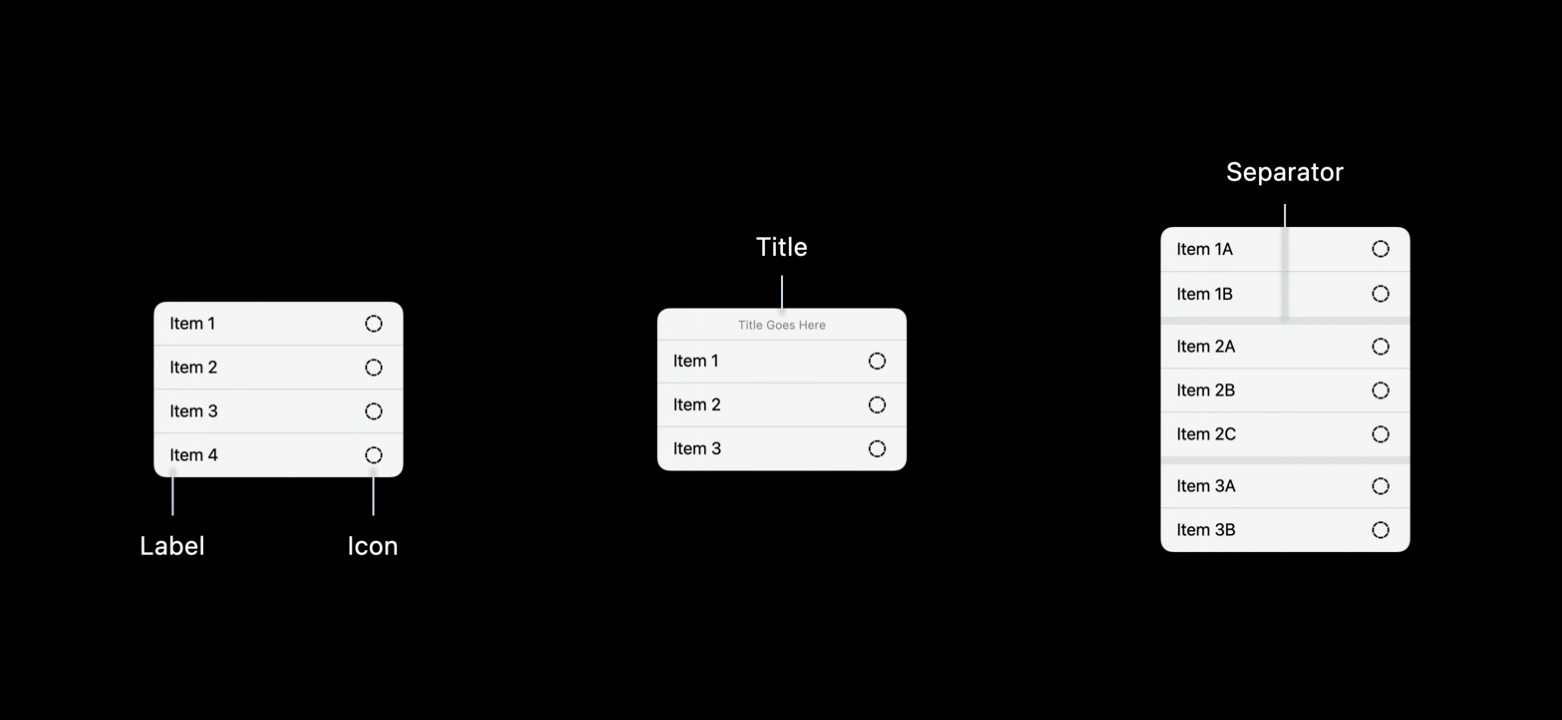 Item 1
Item 2
Item 3
Item 4
Label
Icon
Title
Title Goes Here
Item 1
Item 2
Item 3
Separator
Item 1A
Item 1B
Item 2A
Item 2B
Item 2C
Item 3A
Item 3B